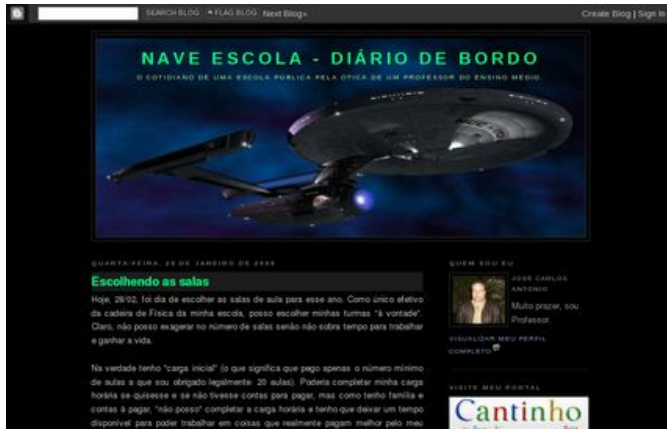 SEARCH BLOG FLAG BLOG Next Blog» Create Blog | Sign In
NAVE ESCOLA - DIÁRIO DE BORDO
O COTIDIANO DE UMA ESCOLA PÚBLICA PELA ÓTICA DE UM PROFESSOR DO ENSINO MÉDIO.
QUARTA-FEIRA, DE JANEIRO DE
Escolhendo as salas
Hoje, 28/02, foi dia de escolher as salas de aula para esse ano. Como único efetivo
da cadeira de Física da minha escola, posso escolher minhas turmas "à vontade".
Claro, não posso exagerar no número de salas senão não sobra tempo para trabalhar
e ganhar a vida.
Na verdade tenho "carga inicial" (o que significa que pego apenas o número mínimo
de aulas a que sou obrigado legalmente: 20 aulas). Poderia completar minha carga
horária se quisesse e se não tivesse contas para pagar, mas como tenho família e
contas à pagar, "não posso" completar a carga horária e tenho que deixar um tempo
disponível para poder trabalhar em coisas que realmente pagam melhor pelo meu
QUEM SOU EU
JOSÉ CARLOS
ANTONIO
Muito prazer, sou
Professor.
VISUALIZAR MEU PERFIL
COMPLETO
VISITE MEU PORTAL
Cantinho